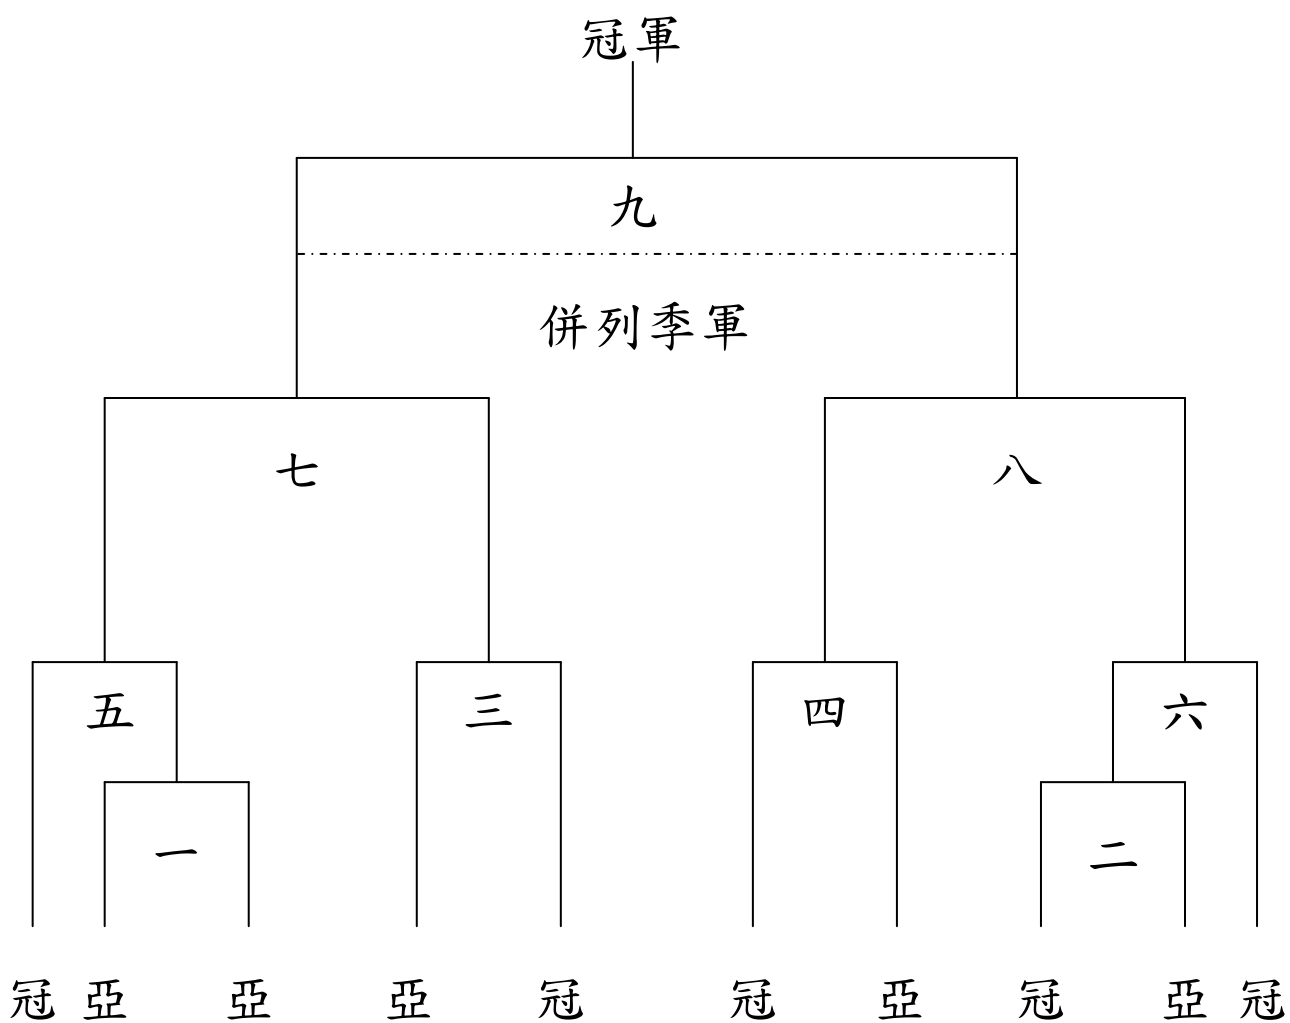 冠軍
九
併列季軍
七 八
五 三 四 六
一 二
冠 亞 亞 亞 冠 冠 亞 冠 亞 冠